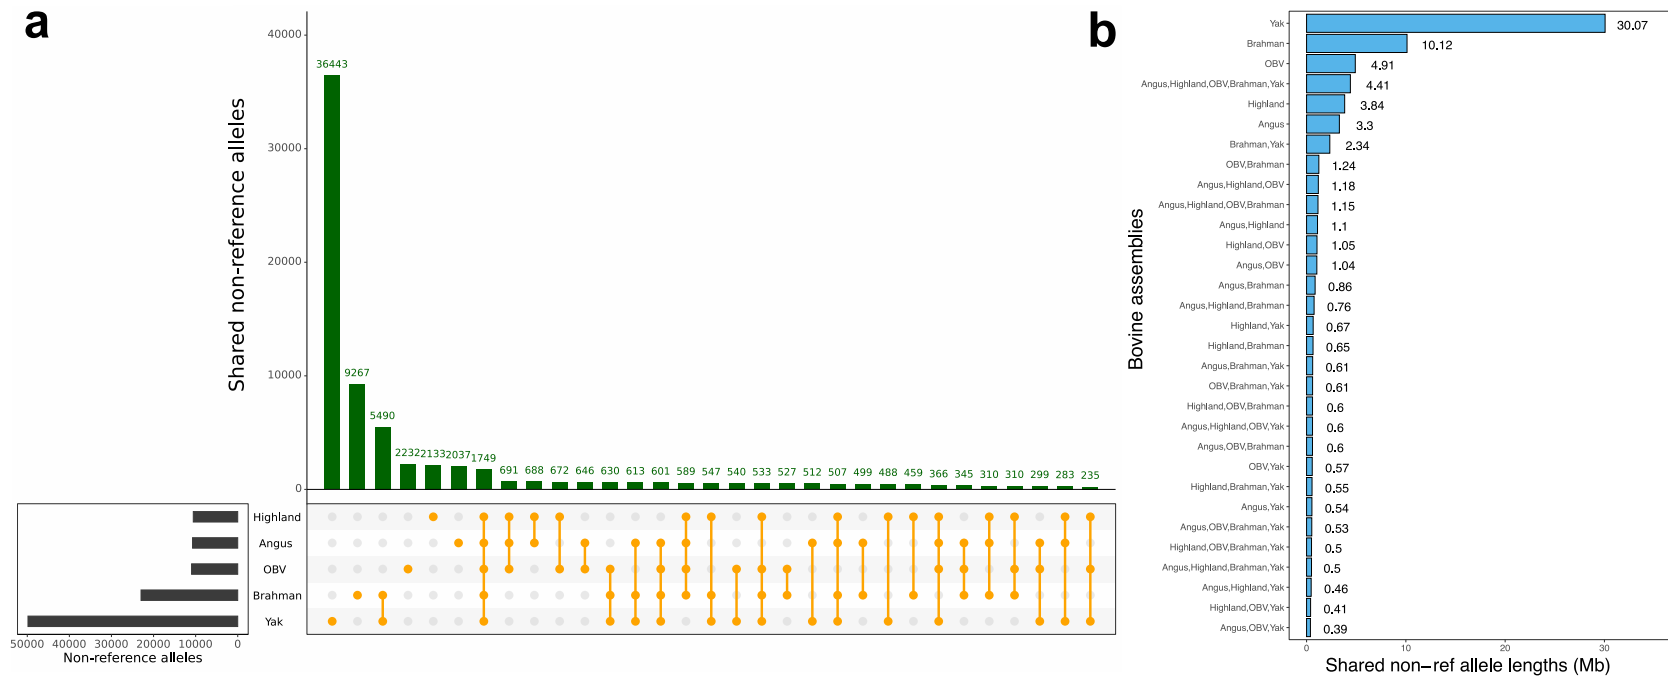 a
Shared non-reference alleles
40000
30000
20000
10000
0
36443
9267
5490
2232
2133
2037
1749
691
688
672
646
630
613
601
589
547
540
533
527
512
507
499
488
459
366
345
310
310
299
283
235
Highland
Angus
OBV
Brahman
Yak
50000 40000 30000 20000 10000 0
Non-reference alleles
b
Bovine assemblies
Yak 30.07
Brahman 10.12
OBV 4.91
Angus,Highland,OBV,Brahman,Yak 4.41
Highland 3.84
Angus 3.3
Brahman,Yak 2.34
OBV,Brahman 1.24
Angus,Highland,OBV 1.18
Angus,Highland,OBV,Brahman 1.15
Angus,Highland 1.1
Highland,OBV 1.05
Angus,OBV 1.04
Angus,Brahman 0.86
Angus,Highland,Brahman 0.76
Highland,Yak 0.67
Highland,Brahman 0.65
Angus,Brahman,Yak 0.61
OBV,Brahman,Yak 0.61
Highland,OBV,Brahman 0.6
Angus,Highland,OBV,Yak 0.6
Angus,OBV,Brahman 0.6
OBV,Yak 0.57
Highland,Brahman,Yak 0.55
Angus,Yak 0.54
Angus,OBV,Brahman,Yak 0.53
Highland,OBV,Brahman,Yak 0.5
Angus,Highland,Brahman,Yak 0.5
Angus,Highland,Yak 0.46
Highland,OBV,Yak 0.41
Angus,OBV,Yak 0.39
0 10 20 30
Shared non−ref allele lengths (Mb)